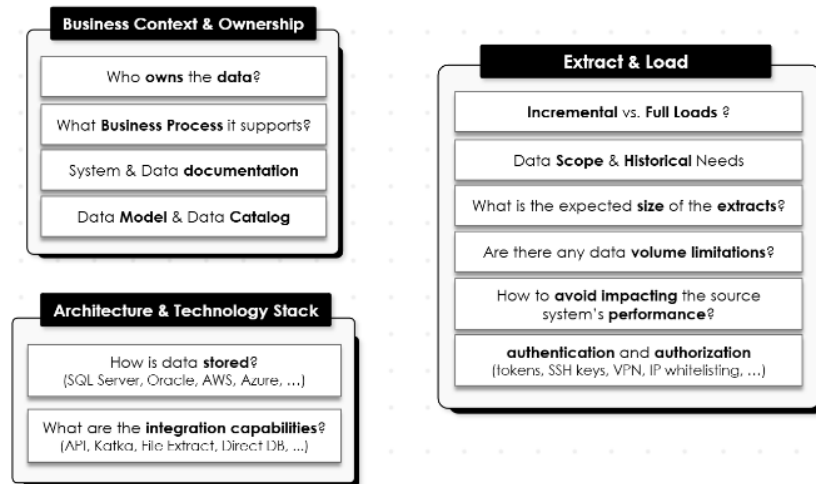 Business Context & Ownership
Who owns the data?
What Business Process it supports?
System & Data documentation
Data Model & Data Catalog
Architecture & Technology Stack
How is data stored?
(SQL Server, Oracle, AWS, Azure, ...)
What are the integration capabilities?
(API, Kafka, File Extract, Direct DB, ...)
Extract & Load
Incremental vs. Full Loads ?
Data Scope & Historical Needs
What is the expected size of the extracts?
Are there any data volume limitations?
How to avoid impacting the source
system's performance?
authentication and authorization
(tokens, SSH keys, VPN, IP whitelisting, ...)